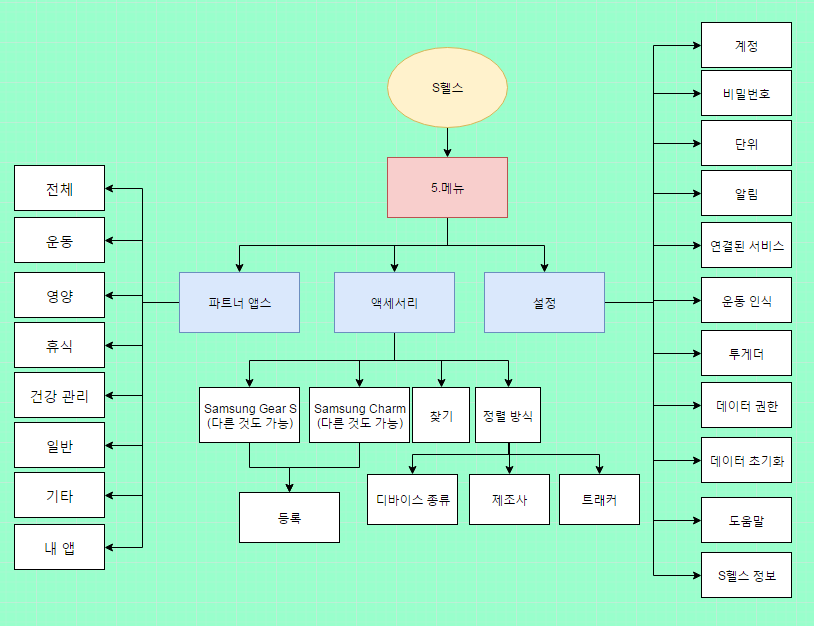 S헬스
5.메뉴
파트너 앱스
액세서리
설정
전체
운동
영양
휴식
건강 관리
일반
기타
내 앱
Samsung Gear S
(다른 것도 가능)
Samsung Charm
(다른 것도 가능)
찾기
정렬 방식
등록
디바이스 종류
제조사
트래커
계정
비밀번호
단위
알림
연결된 서비스
운동 인식
투게더
데이터 권한
데이터 초기화
도움말
S헬스 정보